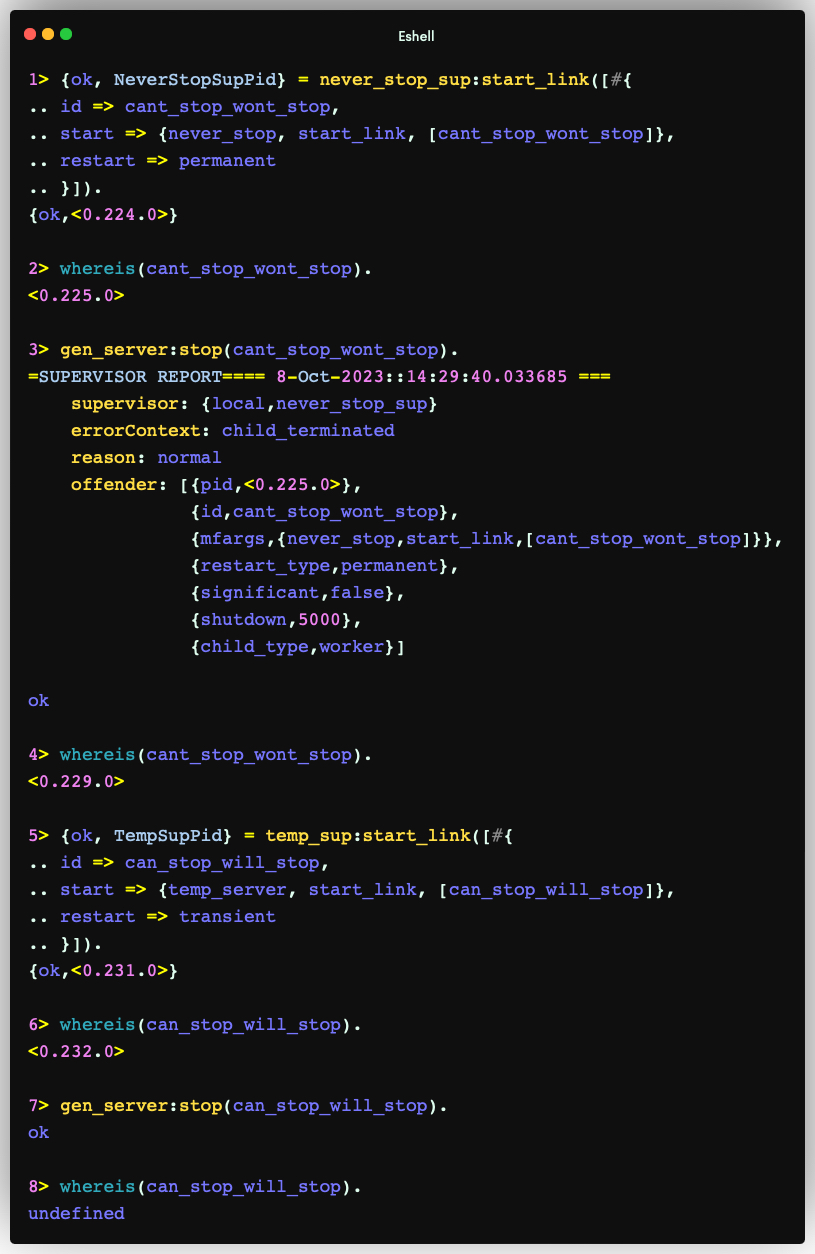 Eshell
1> {ok, NeverStopSupPid} = never_stop_sup:start_link([#{
.. id => cant_stop_wont_stop,
.. start => {never_stop, start_link, [cant_stop_wont_stop]},
.. restart => permanent
.. }]).
{ok,<0.224.0>}
2> whereis(cant_stop_wont_stop).
<0.225.0>
3> gen_server:stop(cant_stop_wont_stop).
=SUPERVISOR REPORT==== 8-Oct-2023::14:29:40.033685 ===
supervisor: {local,never_stop_sup}
errorContext: child_terminated
reason: normal
offender: [{pid,<0.225.0>},
{id,cant_stop_wont_stop},
{mfargs,{never_stop,start_link,[cant_stop_wont_stop]}},
{restart_type,permanent},
{significant,false},
{shutdown,5000},
{child_type,worker}]
ok
4> whereis(cant_stop_wont_stop).
<0.229.0>
5> {ok, TempSupPid} = temp_sup:start_link([#{
.. id => can_stop_will_stop,
.. start => {temp_server, start_link, [can_stop_will_stop]},
.. restart => transient
.. }]).
{ok,<0.231.0>}
6> whereis(can_stop_will_stop).
<0.232.0>
7> gen_server:stop(can_stop_will_stop).
ok
8> whereis(can_stop_will_stop).
undefined